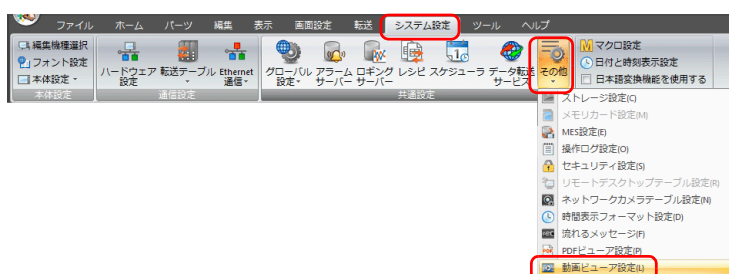 ファイル ホーム パーツ 編集 表示 画面設定 転送 システム設定 ツール ヘルプ
編集機種選択
フォント設定
本体設定
本体設定
ハードウェア設定 転送テーブル Ethernet通信
通信設定
グローバル設定 アラームサーバー ロギングサーバー レシピ スケジューラ データ転送サービス その他
共通設定
マクロ設定
日付と時刻表示設定
日本語変換機能を使用する
ストレージ設定(C)
メモリカード設定(M)
MES設定(E)
操作ログ設定(O)
セキュリティ設定(S)
リモートデスクトップテーブル設定(R)
ネットワークカメラテーブル設定(N)
時間表示フォーマット設定(D)
流れるメッセージ(F)
PDFビューア設定(P)
動画ビューア設定(L)